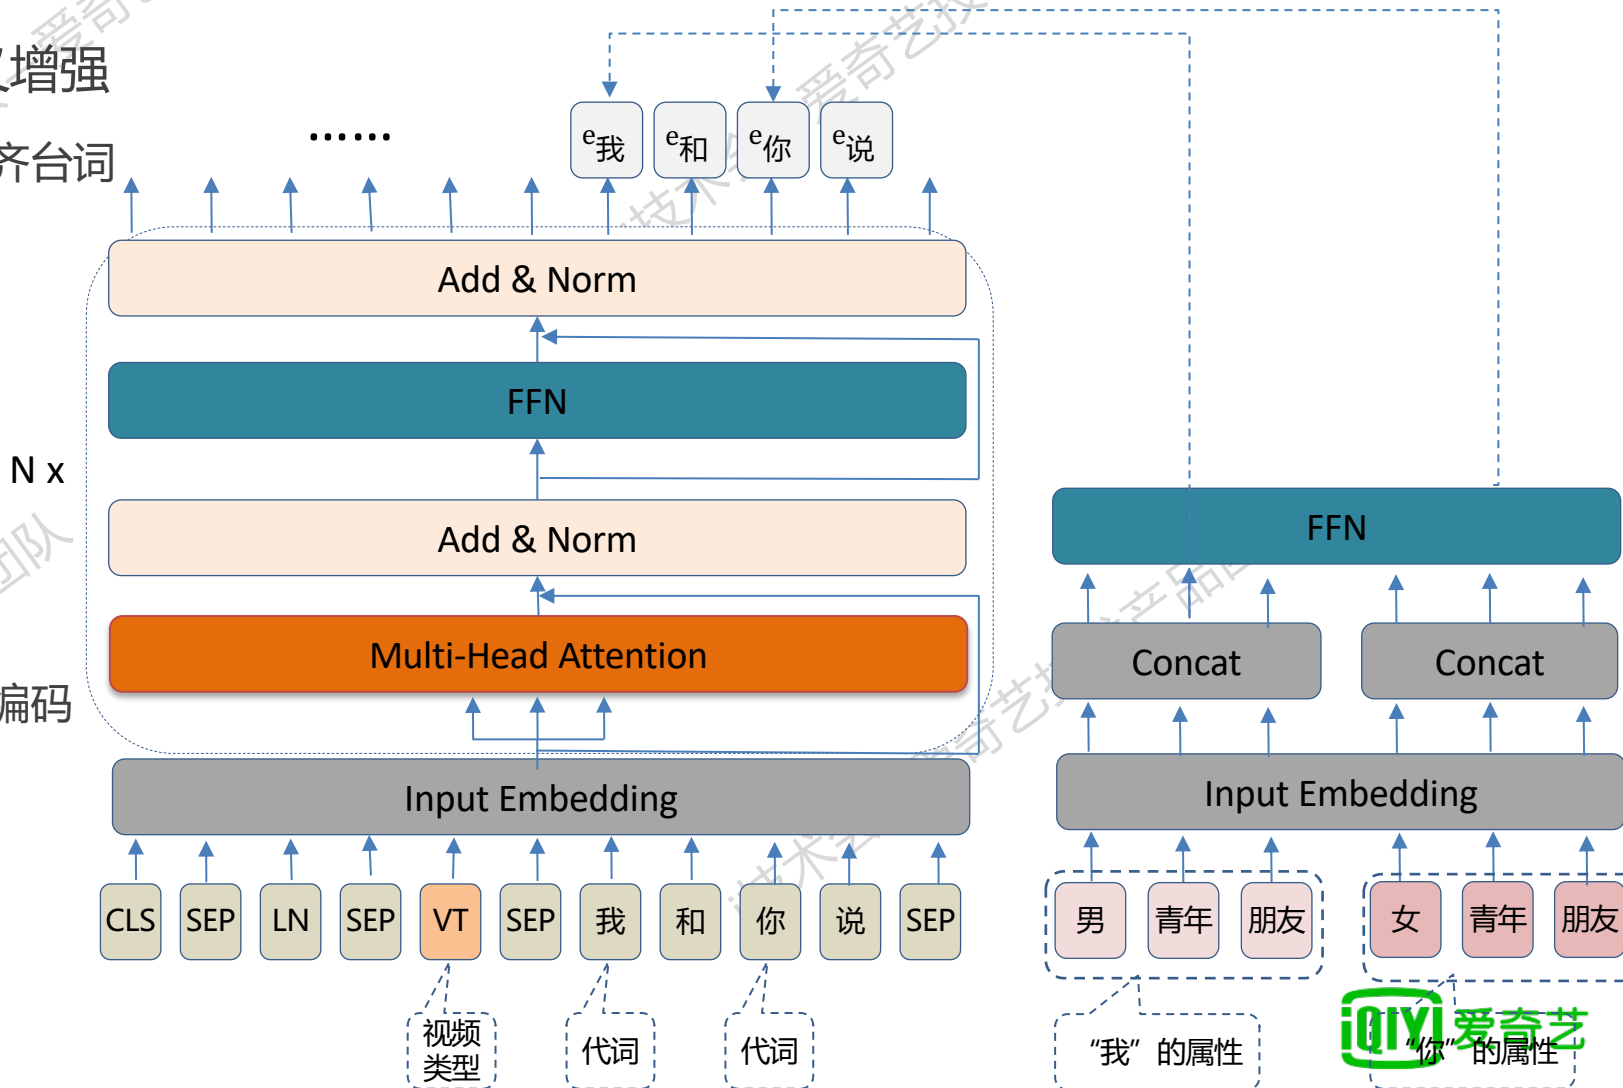 增强
齐台词
……
e我 e和 e你 e说
Add & Norm
FFN
N x
Add & Norm
FFN
Multi-Head Attention
Concat Concat
编码
Input Embedding
Input Embedding
CLS SEP LN SEP VT SEP 我 和 你 说 SEP
男 青年 朋友 女 青年 朋友
视频
类型
代词
代词
“我”的属性
“你”的属性
iQIYI 爱奇艺